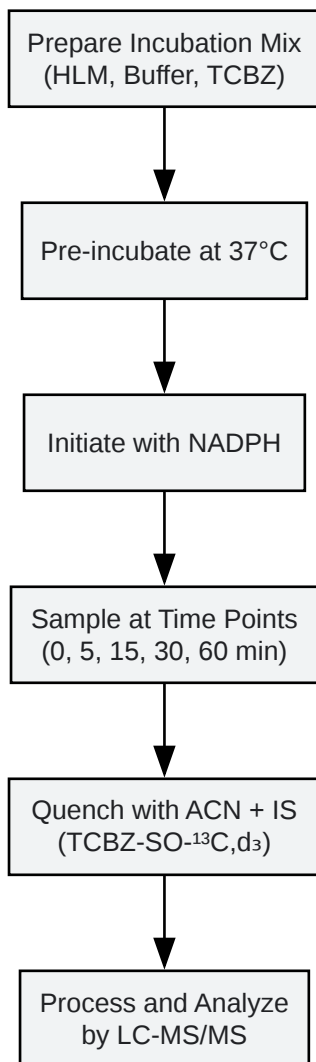 Prepare Incubation Mix
(HLM, Buffer, TCBZ)
Pre-incubate at 37°C
Initiate with NADPH
Sample at Time Points
(0, 5, 15, 30, 60 min)
Quench with ACN + IS
(TCBZ-SO-¹³C,d₃)
Process and Analyze
by LC-MS/MS